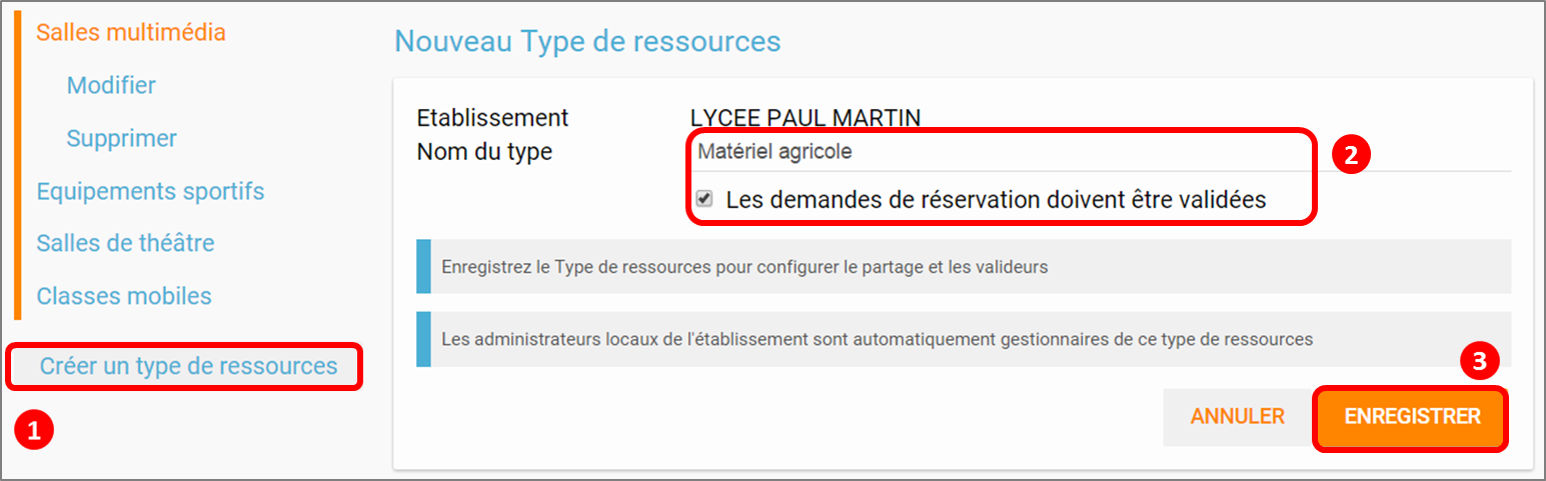 Salles multimédia
Modifier
Supprimer
Equipements sportifs
Salles de théâtre
Classes mobiles
Créer un type de ressources
1
Nouveau Type de ressources
Etablissement LYCEE PAUL MARTIN
Nom du type Matériel agricole
2
Les demandes de réservation doivent être validées
Enregistrez le Type de ressources pour configurer le partage et les valideurs
Les administrateurs locaux de l'établissement sont automatiquement gestionnaires de ce type de ressources
3
ANNULER ENREGISTRER